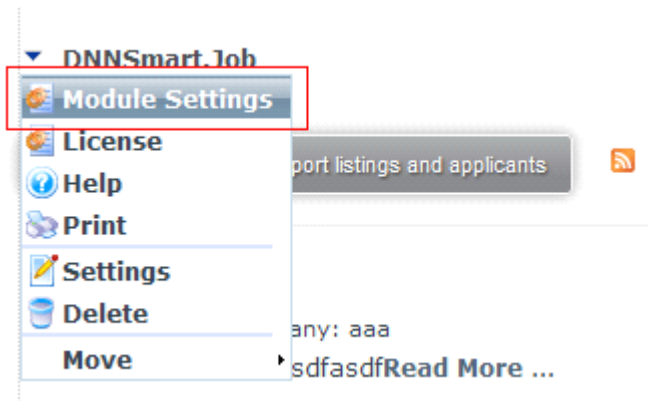 DNNSmart.Job
Module Settings
License
port listings and applicants
Help
Print
Settings
Delete
any: aaa
Move
sdfasdfRead More ...